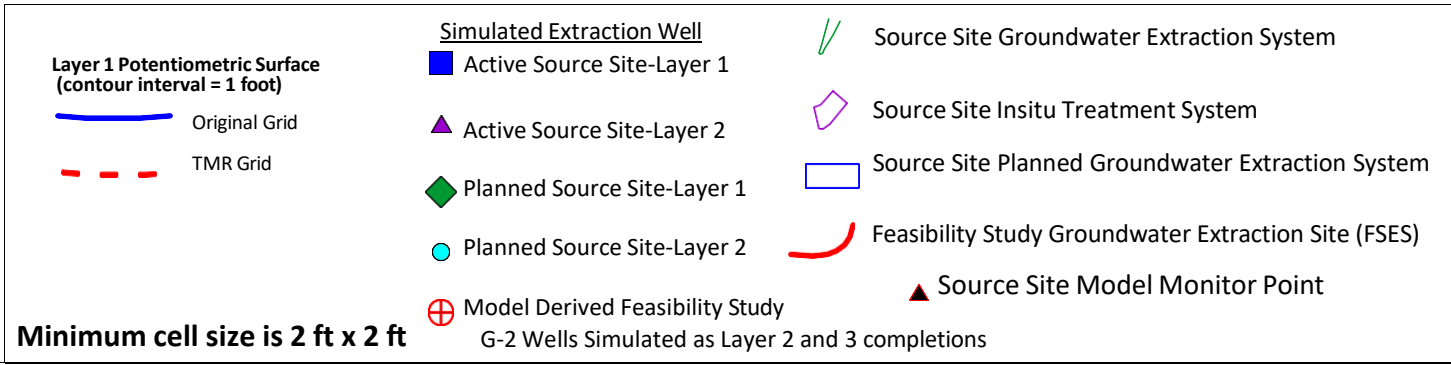 Layer 1 Potentiometric Surface
(contour interval = 1 foot)
Original Grid
TMR Grid
Minimum cell size is 2 ft x 2 ft
Simulated Extraction Well
Active Source Site-Layer 1
Active Source Site-Layer 2
Planned Source Site-Layer 1
Planned Source Site-Layer 2
Model Derived Feasibility Study
G-2 Wells Simulated as Layer 2 and 3 completions
Source Site Groundwater Extraction System
Source Site Insitu Treatment System
Source Site Planned Groundwater Extraction System
Feasibility Study Groundwater Extraction Site (FSES)
Source Site Model Monitor Point